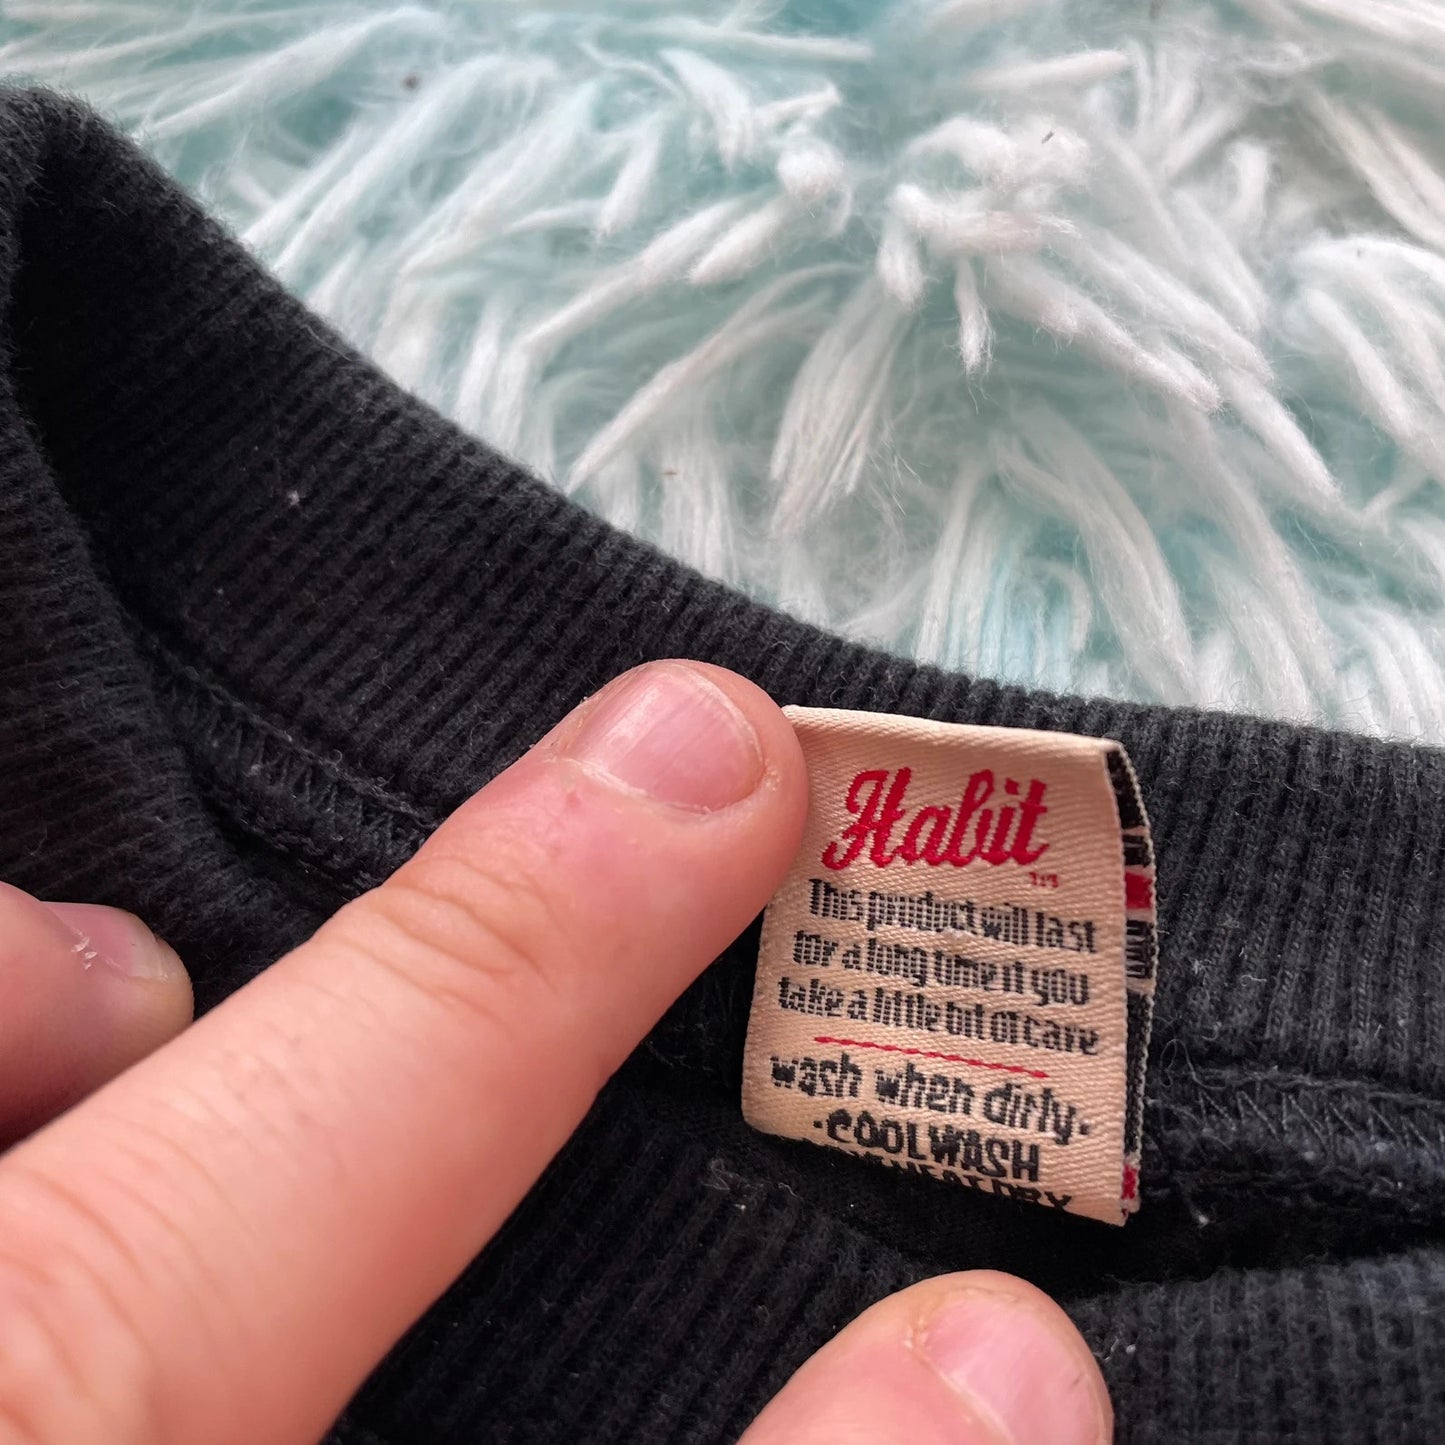 Habit
This product will last
for a long time if you
take a little bit of care
wash when dirty.
·COOL WASH